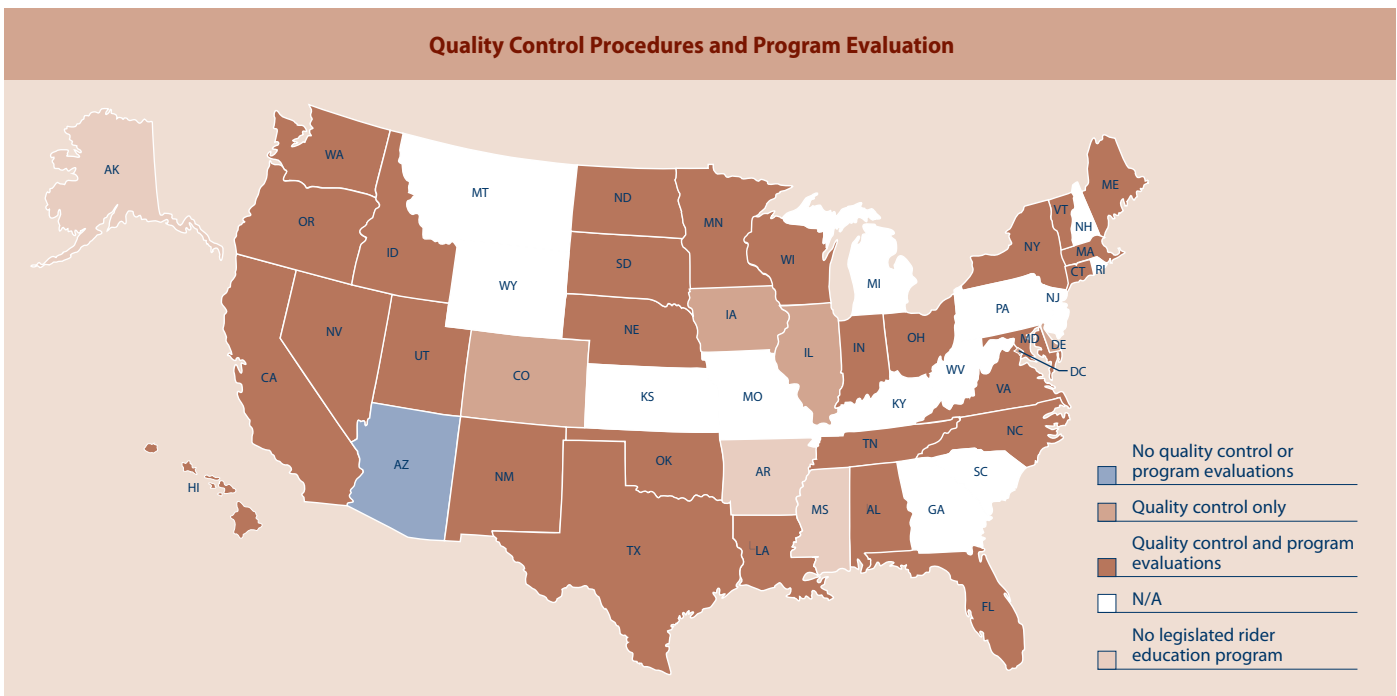 Quality Control Procedures and Program Evaluation
AK
WA
MT
ND
MN
ME
VT
NH
OR
ID
WY
SD
WI
MI
NY
MA
CT
RI
NV
UT
NE
IA
IL
IN
OH
PA
NJ
MD
DE
DC
CA
CO
KS
MO
KY
WV
VA
AZ
NM
OK
AR
TN
NC
SC
HI
TX
LA
MS
AL
GA
FL
No quality control or
program evaluations
Quality control only
Quality control and program
evaluations
N/A
No legislated rider
education program